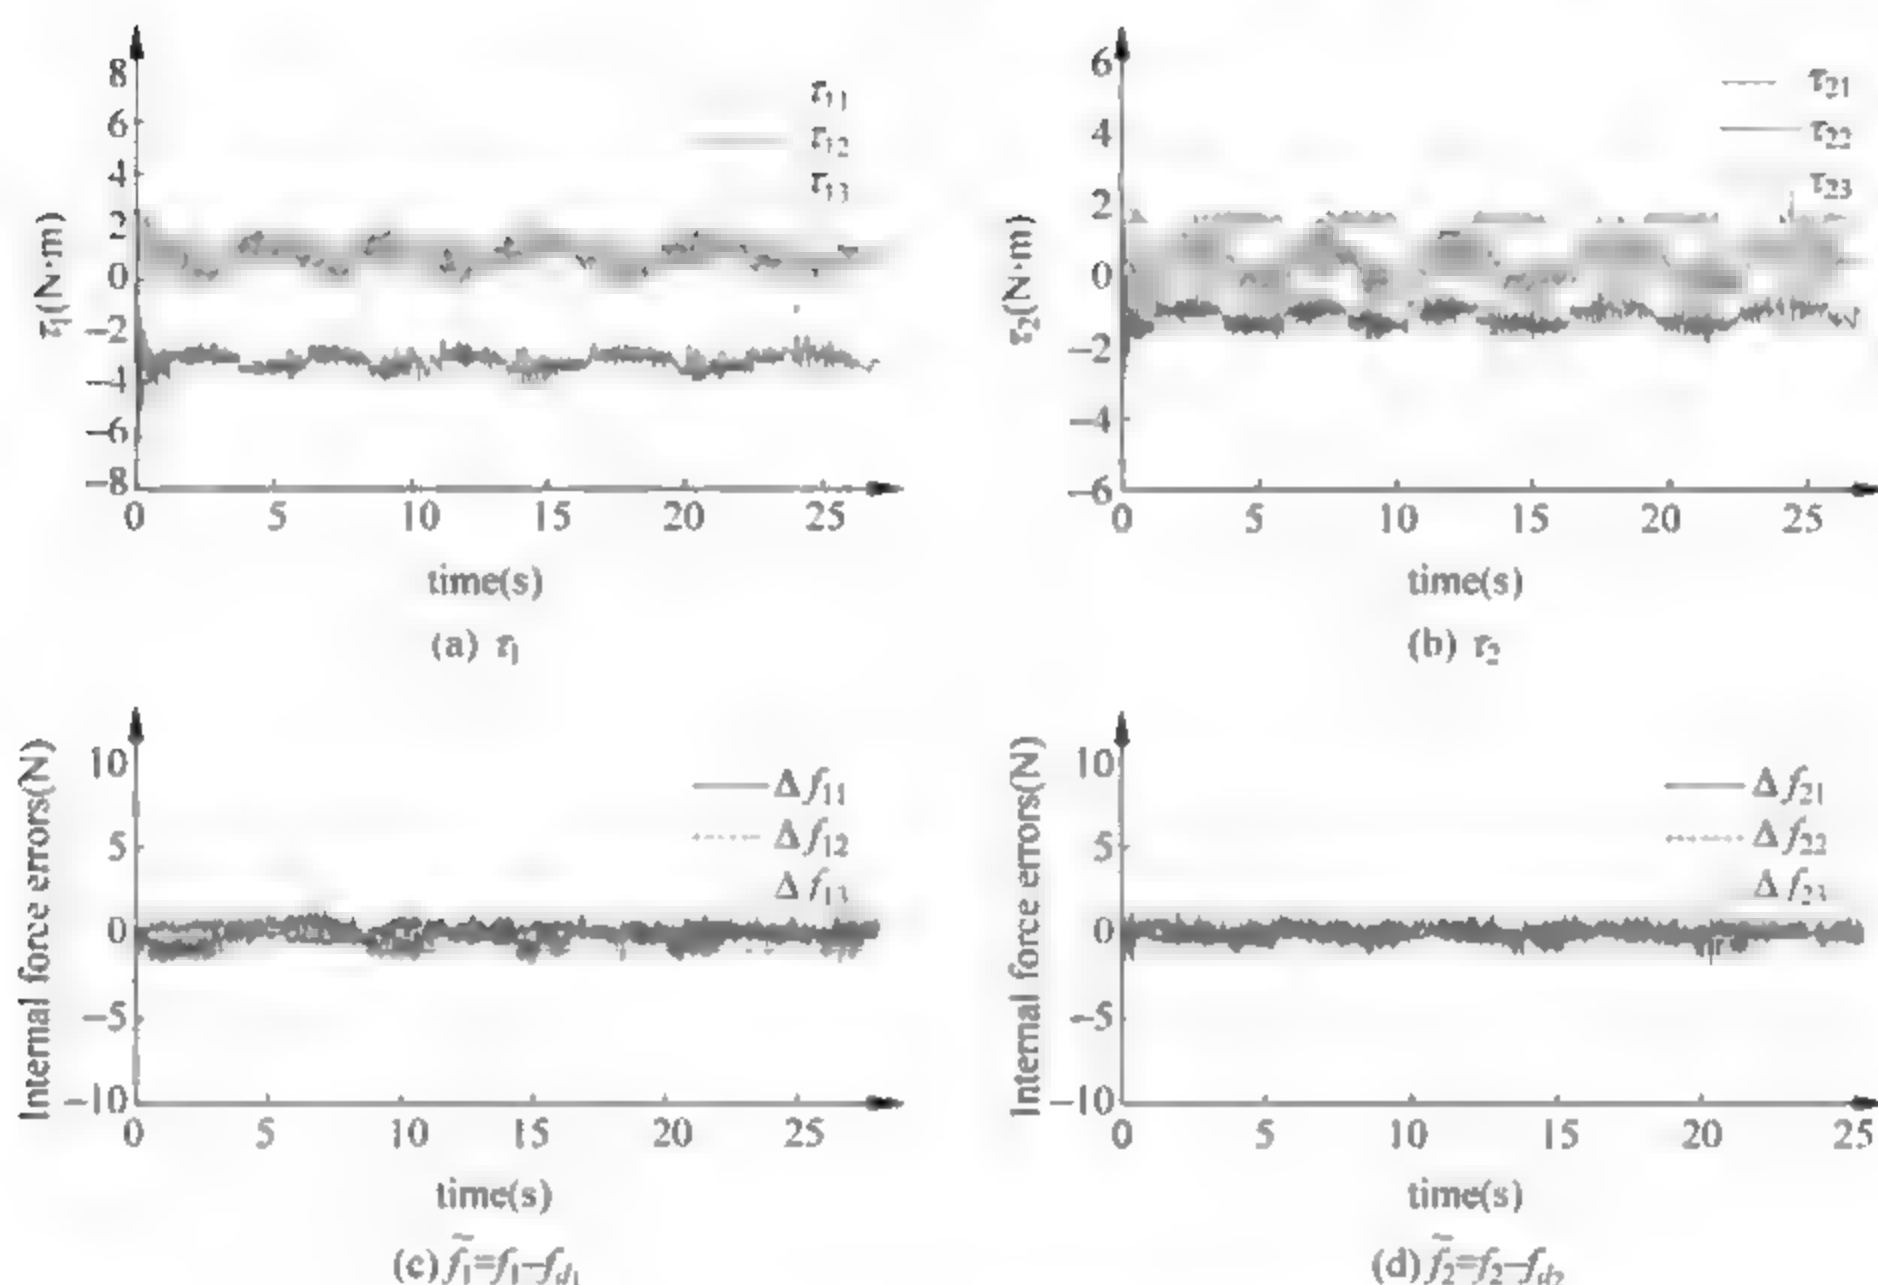 8
6
4
2
0
−2
−4
−6
−8
τ₁(N·m)
τ₁₁
τ₁₂
τ₁₃
0 5 10 15 20 25
time(s)
(a) τ₁
6
4
2
0
−2
−4
−6
τ₂(N·m)
τ₂₁
τ₂₂
τ₂₃
0 5 10 15 20 25
time(s)
(b) τ₂
10
5
0
−5
−10
Internal force errors(N)
Δf₁₁
Δf₁₂
Δf₁₃
0 5 10 15 20 25
time(s)
(c) f̃₁=f₁−f_d₁
10
5
0
−5
−10
Internal force errors(N)
Δf₂₁
Δf₂₂
Δf₂₃
0 5 10 15 20 25
time(s)
(d) f̃₂=f₂−f_d₂